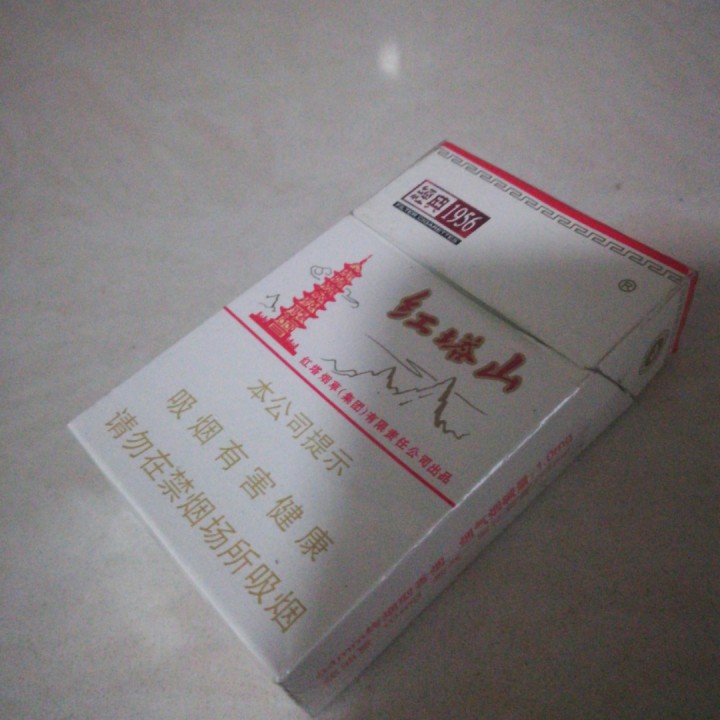 经典1956
FILTER CIGARETTES
®
红塔山
红塔烟草(集团)有限责任公司出品
本公司提示
吸烟有害健康
请勿在禁烟场所吸烟